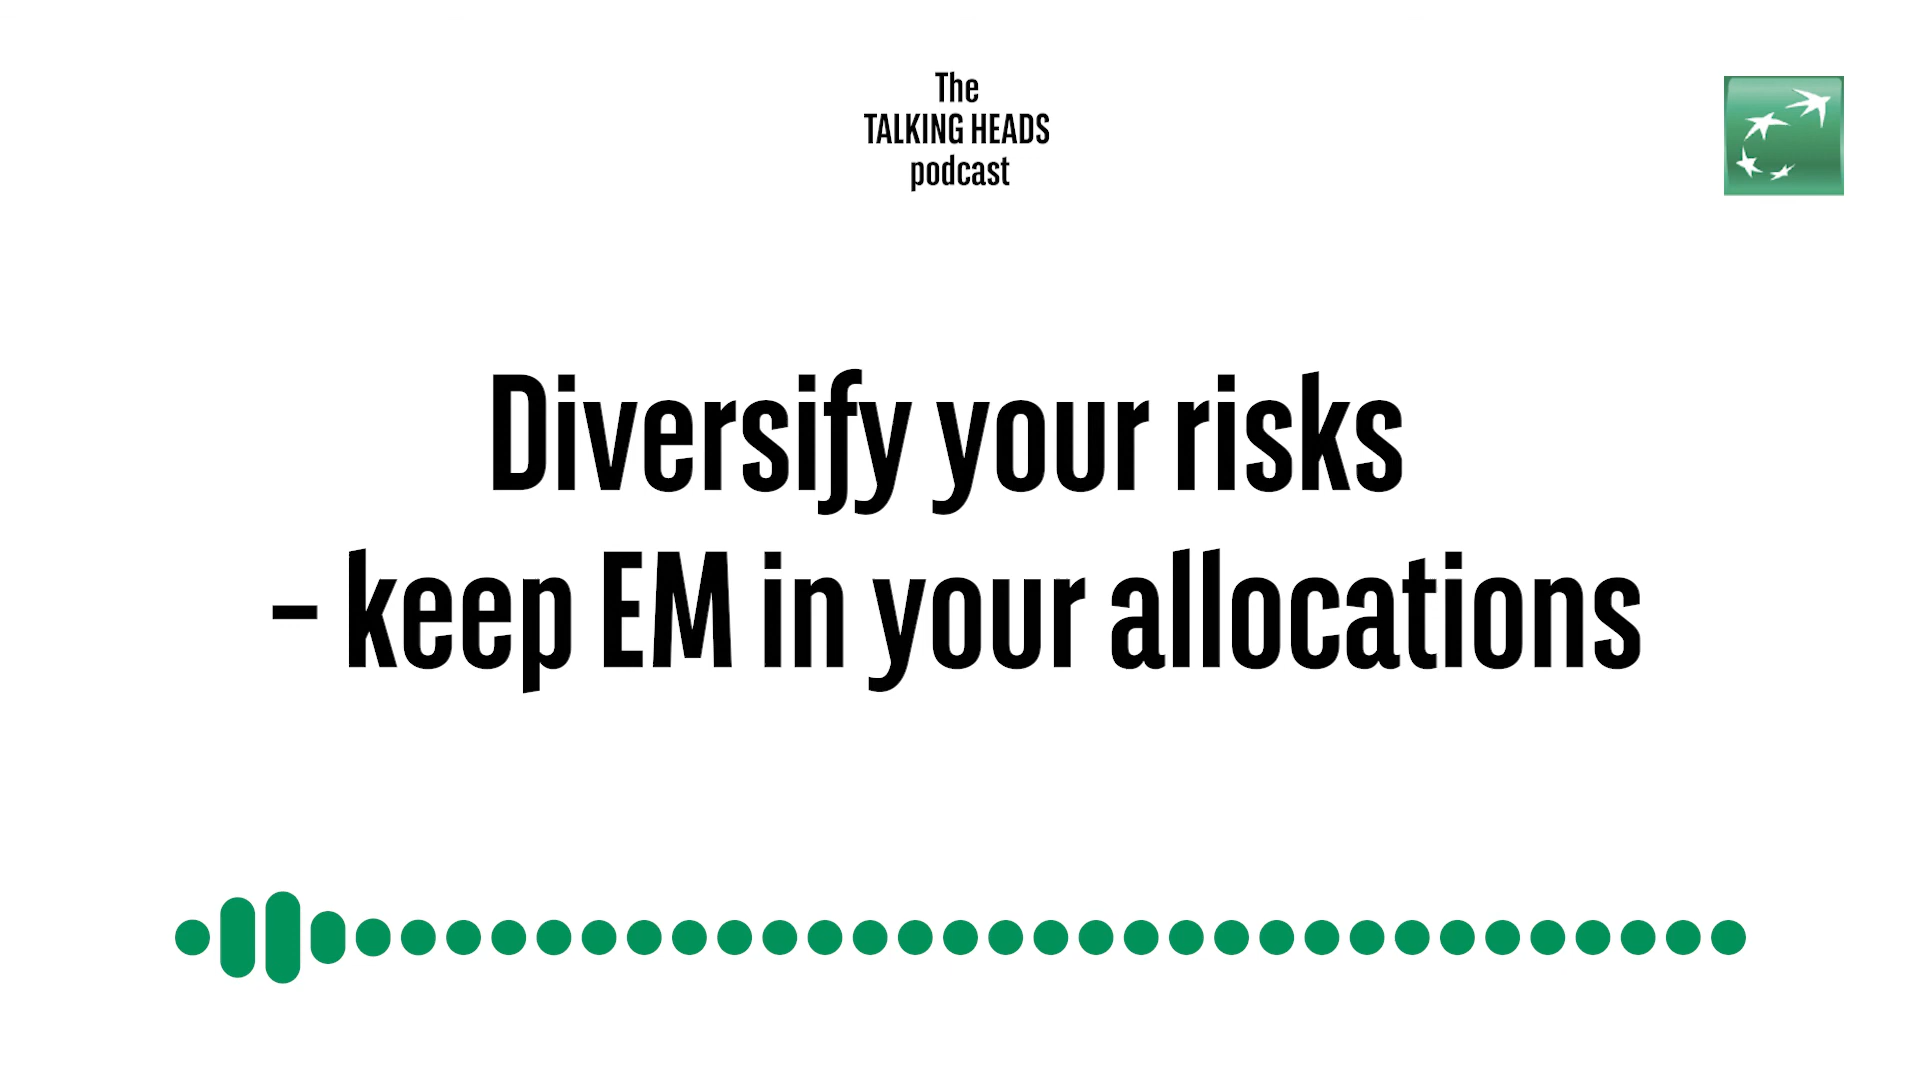 The
TALKING HEADS
podcast
Diversify your risks
– keep EM in your allocations